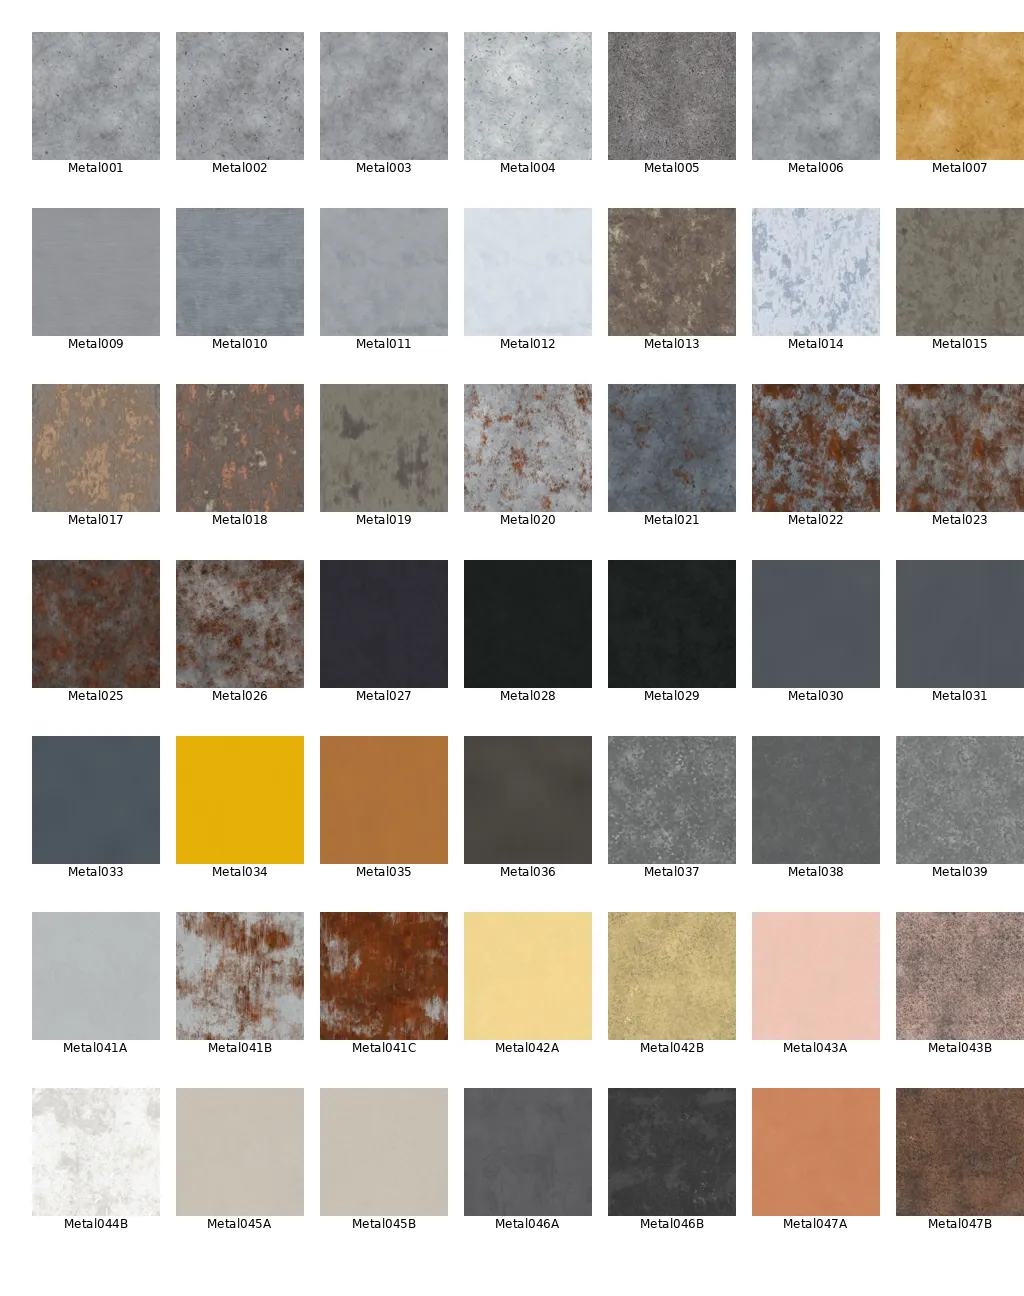 Metal001 Metal002 Metal003 Metal004 Metal005 Metal006 Metal007
Metal009 Metal010 Metal011 Metal012 Metal013 Metal014 Metal015
Metal017 Metal018 Metal019 Metal020 Metal021 Metal022 Metal023
Metal025 Metal026 Metal027 Metal028 Metal029 Metal030 Metal031
Metal033 Metal034 Metal035 Metal036 Metal037 Metal038 Metal039
Metal041A Metal041B Metal041C Metal042A Metal042B Metal043A Metal043B
Metal044B Metal045A Metal045B Metal046A Metal046B Metal047A Metal047B